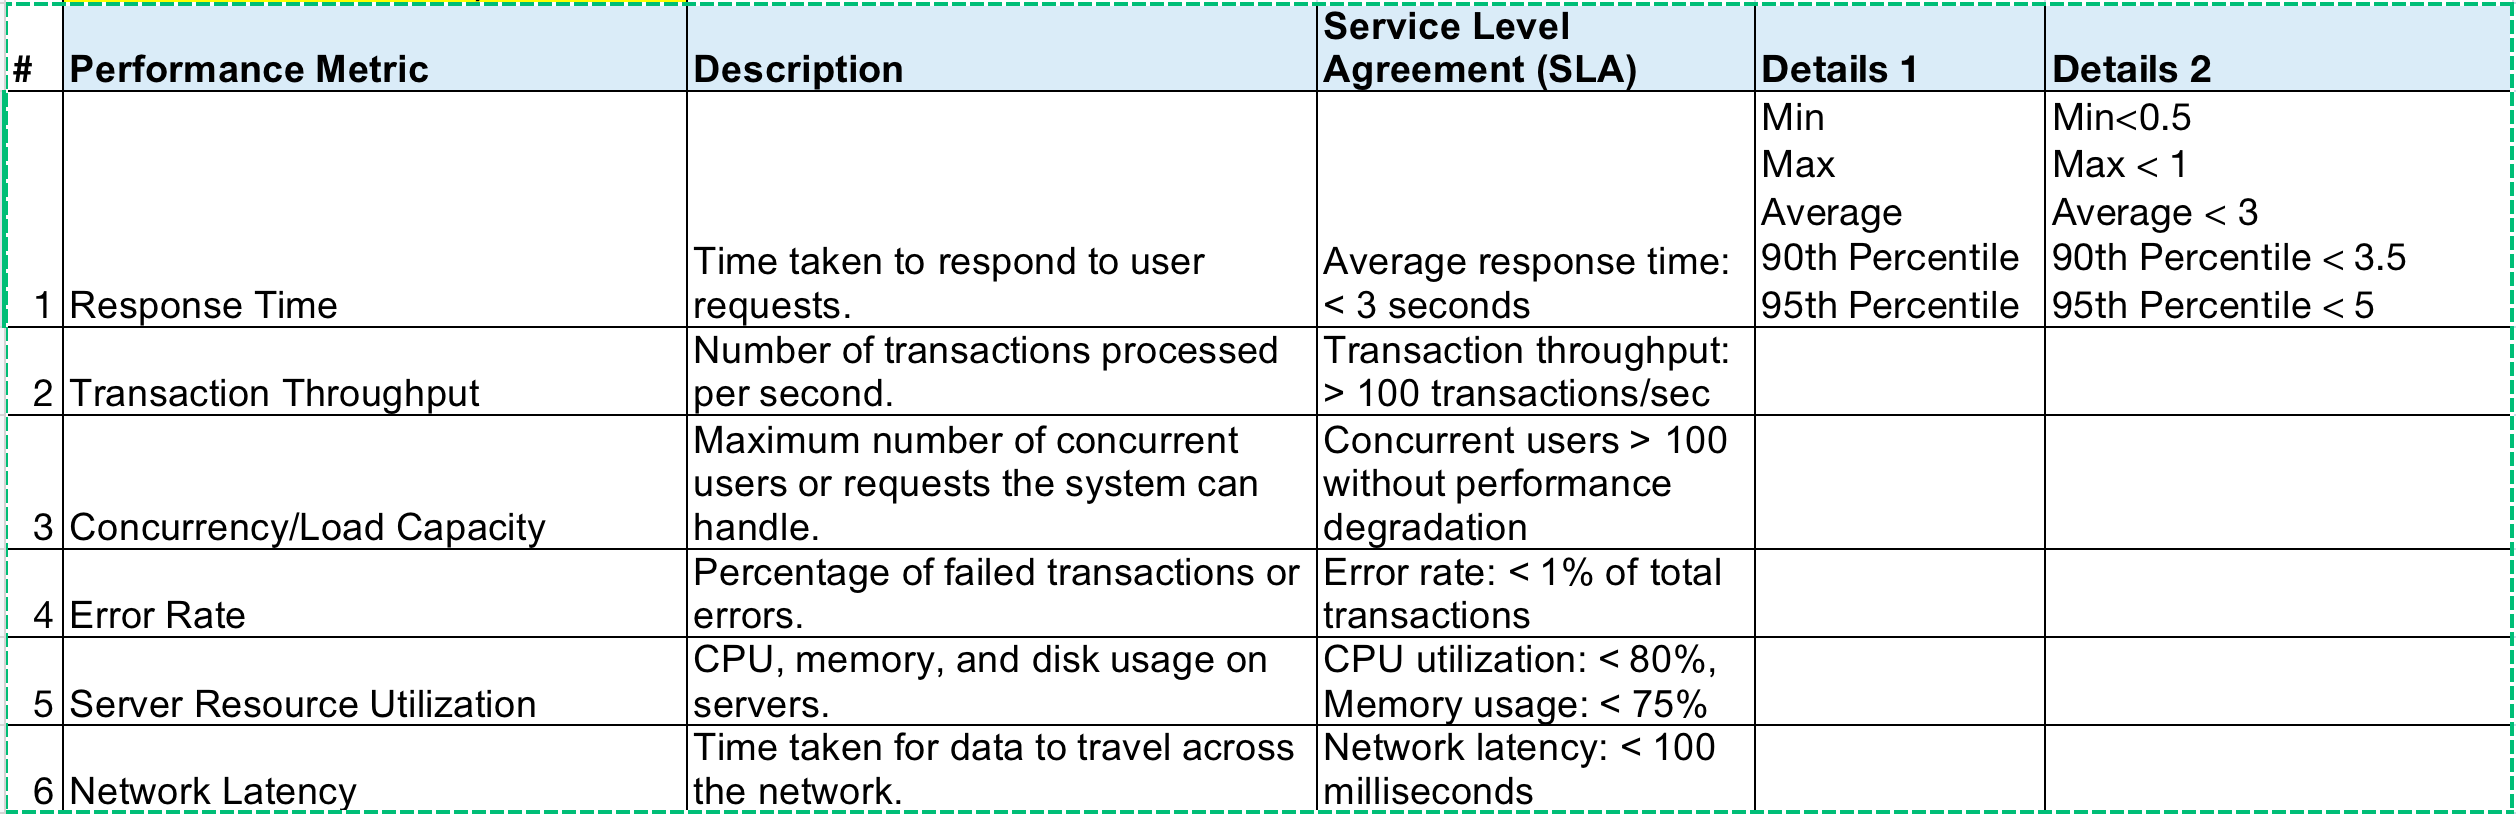 #
Performance Metric
Description
Service Level
Agreement (SLA)
Details 1
Details 2
1
Response Time
Time taken to respond to user
requests.
Average response time:
< 3 seconds
Min
Max
Average
90th Percentile
95th Percentile
Min<0.5
Max < 1
Average < 3
90th Percentile < 3.5
95th Percentile < 5
2
Transaction Throughput
Number of transactions processed
per second.
Transaction throughput:
> 100 transactions/sec
3
Concurrency/Load Capacity
Maximum number of concurrent
users or requests the system can
handle.
Concurrent users > 100
without performance
degradation
4
Error Rate
Percentage of failed transactions or
errors.
Error rate: < 1% of total
transactions
5
Server Resource Utilization
CPU, memory, and disk usage on
servers.
CPU utilization: < 80%,
Memory usage: < 75%
6
Network Latency
Time taken for data to travel across
the network.
Network latency: < 100
milliseconds